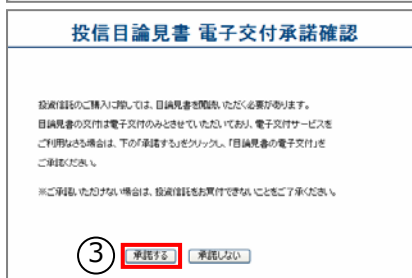 投信目論見書 電子交付承諾確認
投資信託のご購入に際しては、目論見書を閲読いただく必要があります。
目論見書の交付は電子交付のみとさせていただいており、電子交付サービスを
ご利用なさる場合は、下の「承諾する」をクリックし、「目論見書の電子交付」を
ご承諾ください。
※ご承諾いただけない場合は、投資信託をお買付できないことをご了承ください。
③ 承諾する 承諾しない